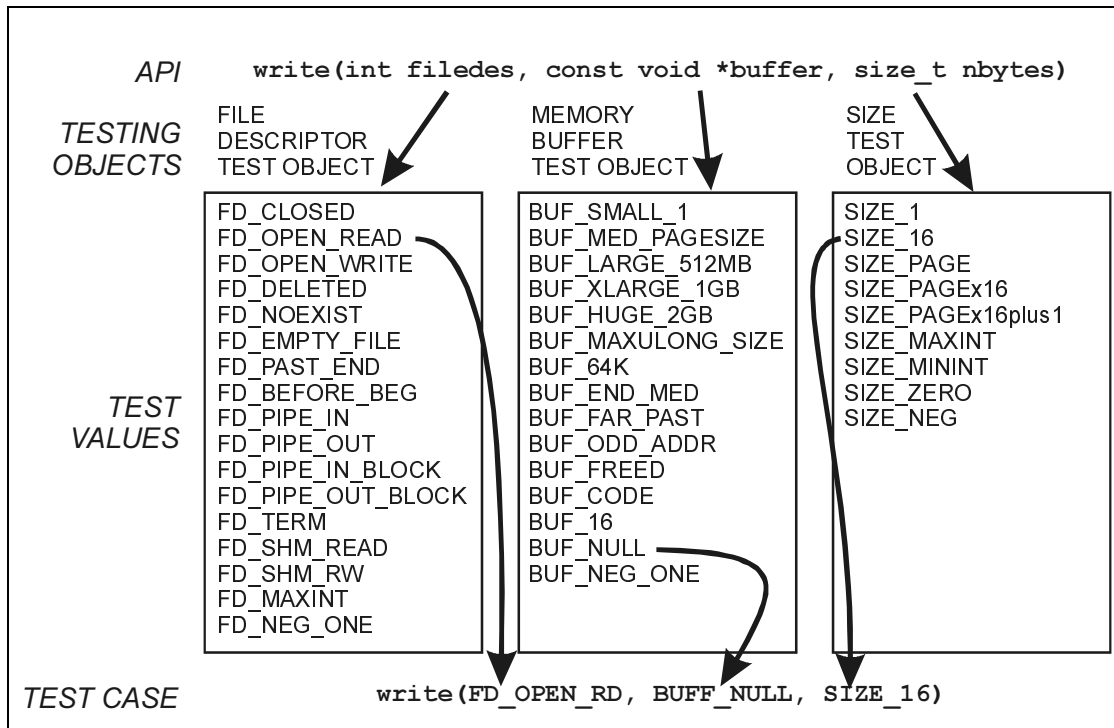 API
write(int filedes, const void *buffer, size_t nbytes)
TESTING
OBJECTS
FILE
DESCRIPTOR
TEST OBJECT
MEMORY
BUFFER
TEST OBJECT
SIZE
TEST
OBJECT
TEST
VALUES
FD_CLOSED
FD_OPEN_READ
FD_OPEN_WRITE
FD_DELETED
FD_NOEXIST
FD_EMPTY_FILE
FD_PAST_END
FD_BEFORE_BEG
FD_PIPE_IN
FD_PIPE_OUT
FD_PIPE_IN_BLOCK
FD_PIPE_OUT_BLOCK
FD_TERM
FD_SHM_READ
FD_SHM_RW
FD_MAXINT
FD_NEG_ONE
BUF_SMALL_1
BUF_MED_PAGESIZE
BUF_LARGE_512MB
BUF_XLARGE_1GB
BUF_HUGE_2GB
BUF_MAXULONG_SIZE
BUF_64K
BUF_END_MED
BUF_FAR_PAST
BUF_ODD_ADDR
BUF_FREED
BUF_CODE
BUF_16
BUF_NULL
BUF_NEG_ONE
SIZE_1
SIZE_16
SIZE_PAGE
SIZE_PAGEx16
SIZE_PAGEx16plus1
SIZE_MAXINT
SIZE_MININT
SIZE_ZERO
SIZE_NEG
TEST CASE
write(FD_OPEN_RD, BUFF_NULL, SIZE_16)